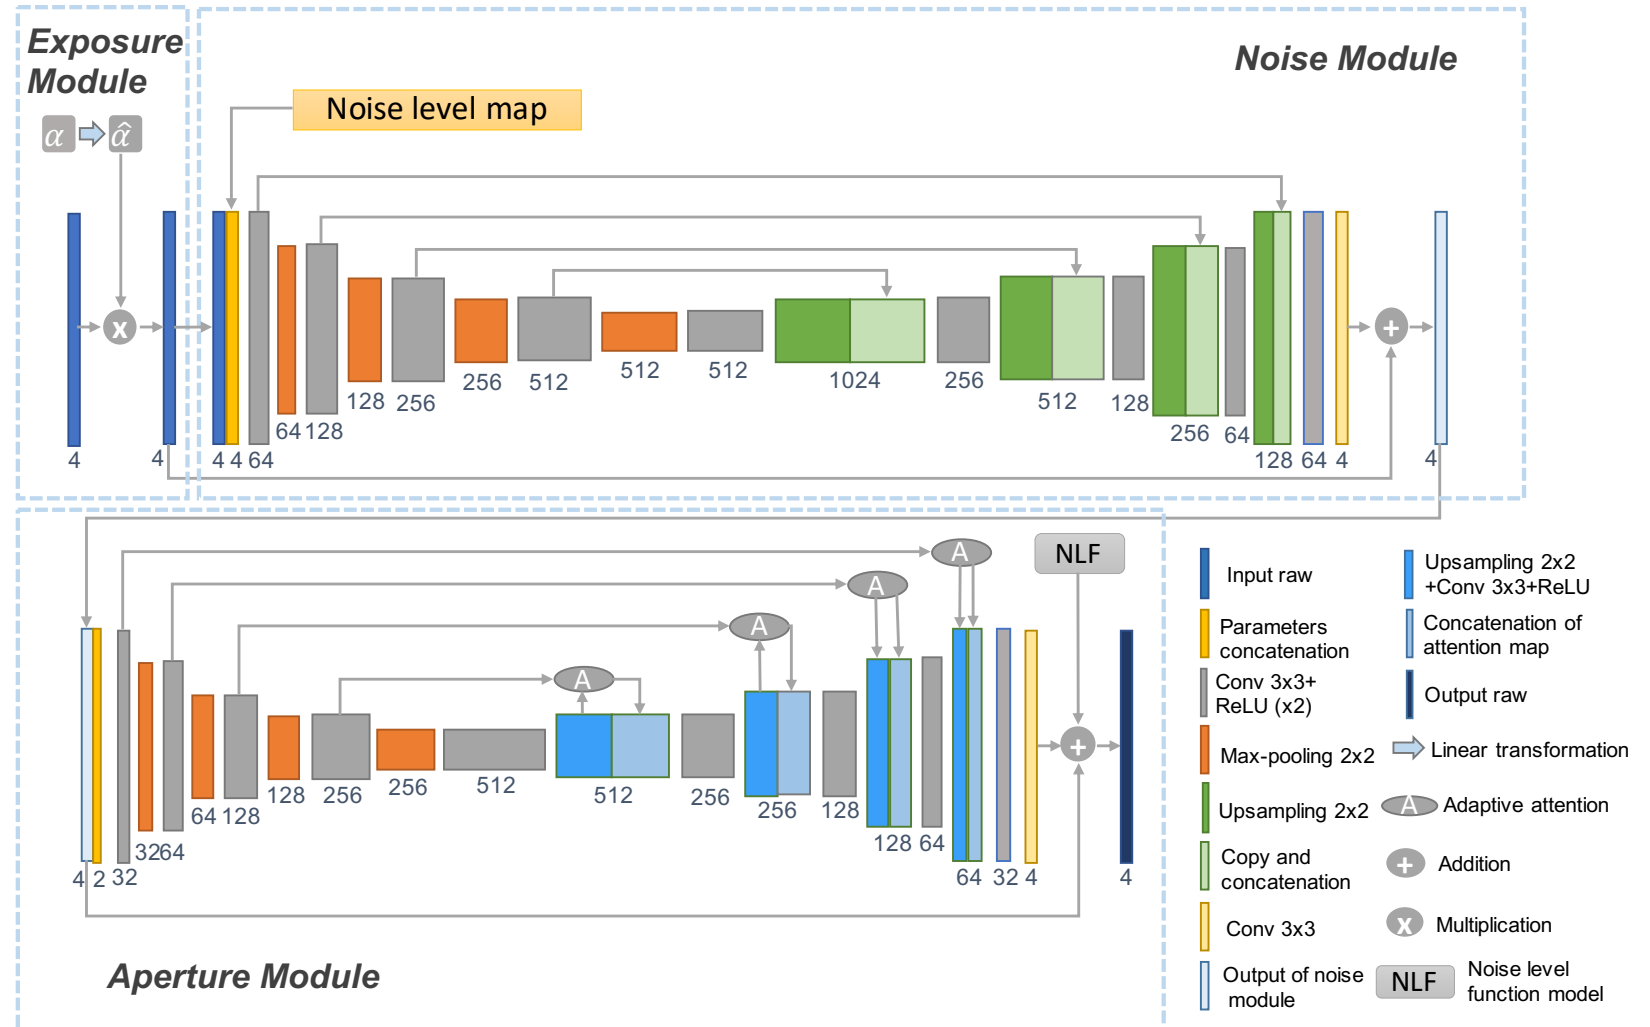 Exposure
Module
Noise Module
Noise level map
α
α̂
x
+
4
4
4 4 64
64 128
128 256
256
512
512
512
1024
256
512
128
256
64
128 64 4
4
A
A
A
A
NLF
+
4 2 32
32 64
64 128
128
256
256
512
512
256
256
128
128
64
64 32 4
4
Aperture Module
Input raw
Parameters
concatenation
Conv 3x3+
ReLU (x2)
Max-pooling 2x2
Upsampling 2x2
Copy and
concatenation
Conv 3x3
Output of noise
module
Upsampling 2x2
+Conv 3x3+ReLU
Concatenation of
attention map
Output raw
Linear transformation
A
Adaptive attention
+
Addition
x
Multiplication
NLF
Noise level
function model